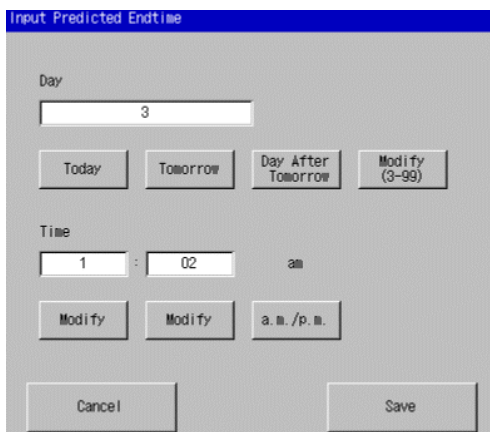 Input Predicted Endtime
Day
3
Today Tomorrow Day After Tomorrow Modify (3-99)
Time
1 : 02 am
Modify Modify a.m./p.m.
Cancel Save